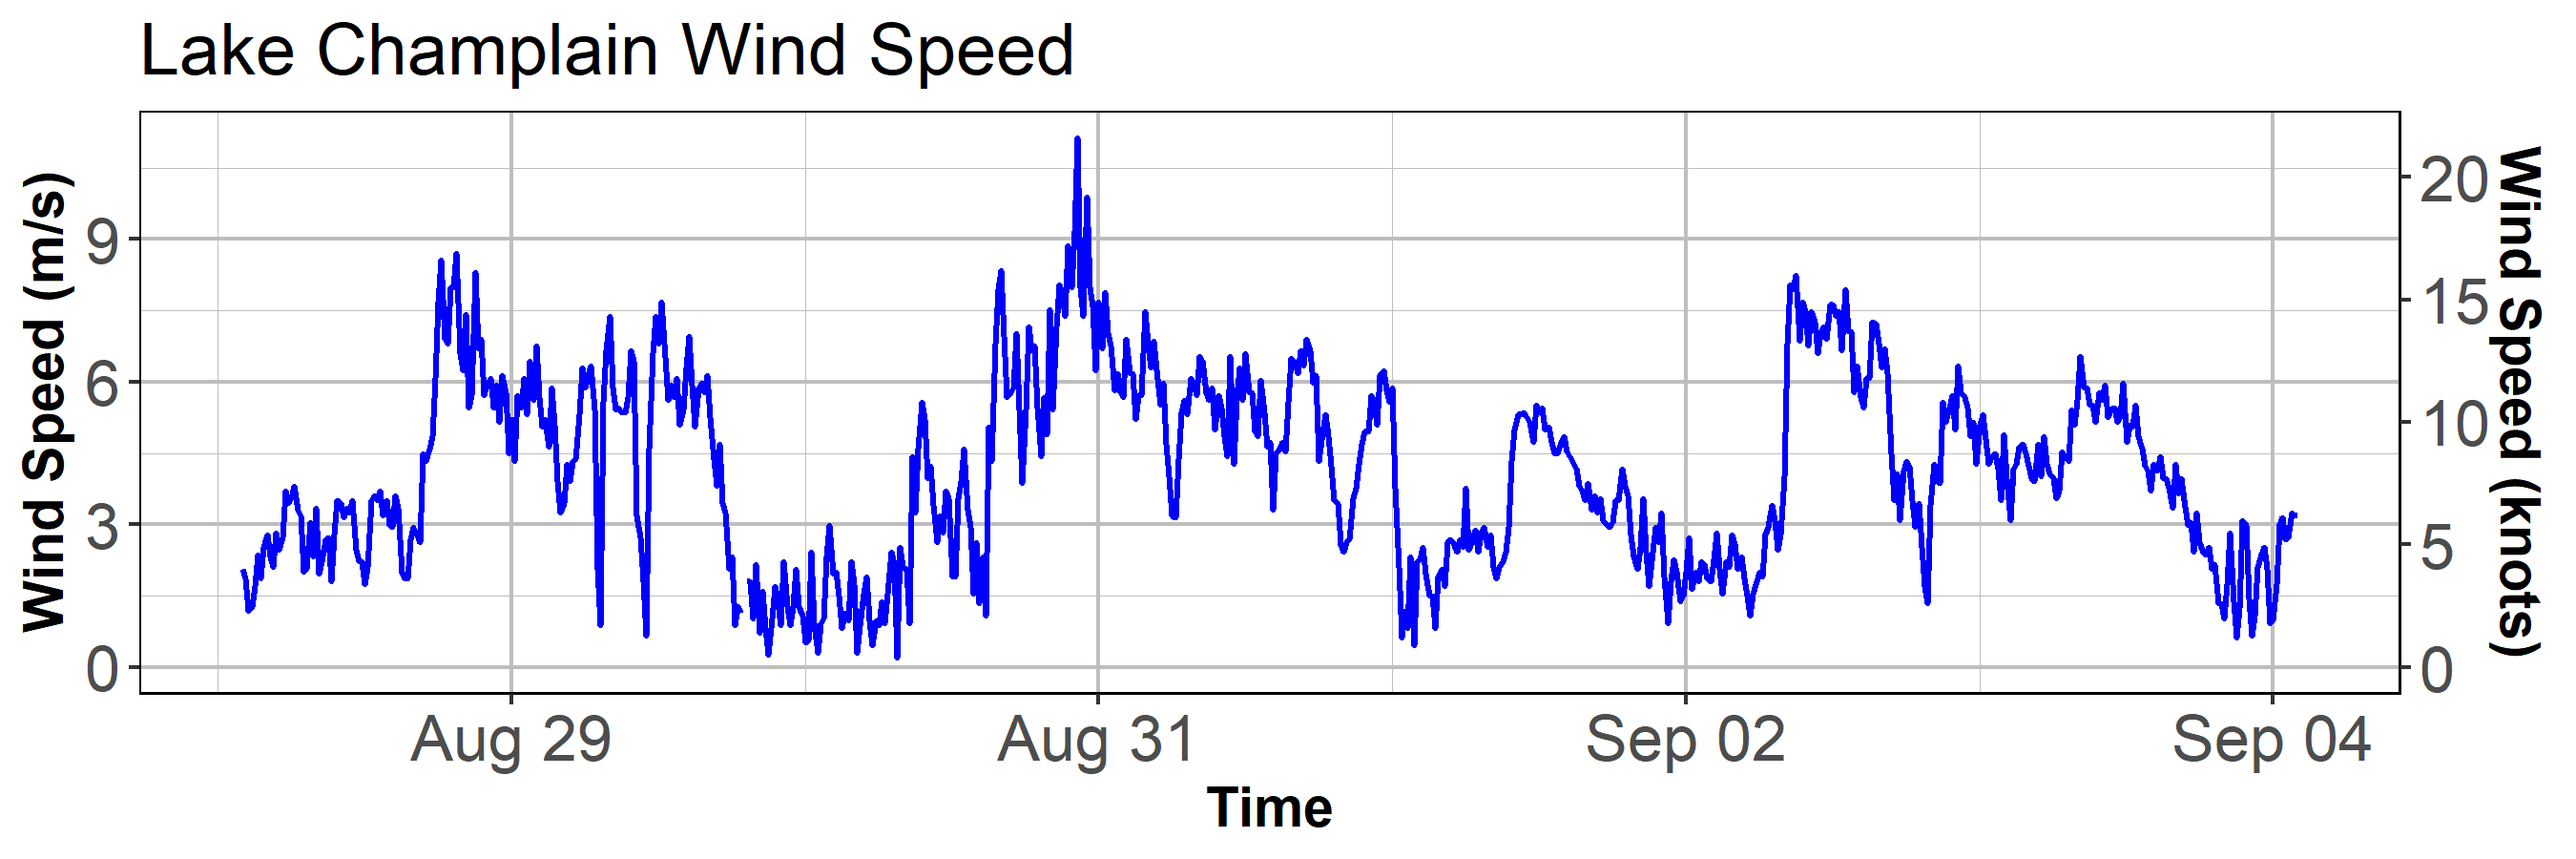 Lake Champlain Wind Speed
Wind Speed (m/s)
9
6
3
0
20
15
10
5
0
Wind Speed (knots)
Aug 29
Aug 31
Sep 02
Sep 04
Time